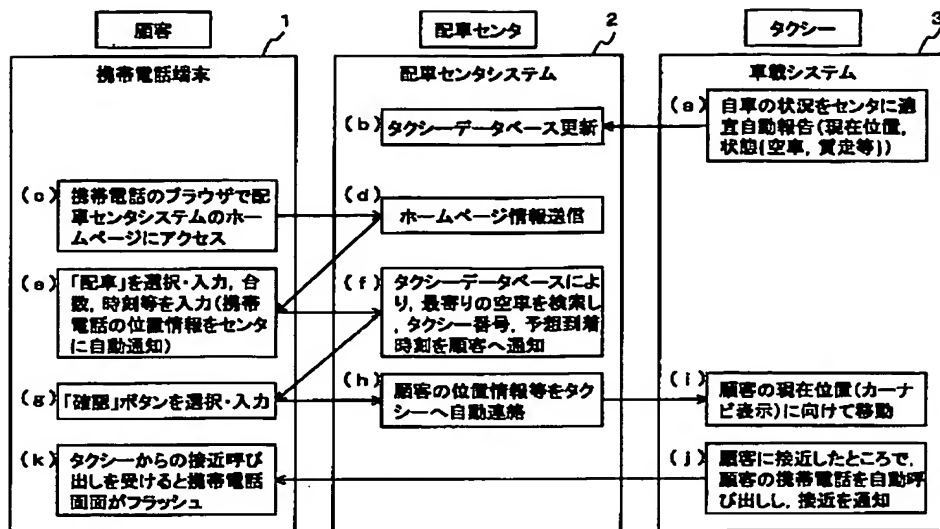 顧客
1
配車センタ
2
タクシー
3
携帯電話端末
配車センタシステム
車載システム
(a)
自車の状況をセンタに適
宜自動報告(現在位置,
状態(空車, 賃走等))
(b)
タクシーデータベース更新
(c)
携帯電話のブラウザで配
車センタシステムのホー
ムページにアクセス
(d)
ホームページ情報送信
(e)
「配車」を選択・入力, 台
数, 時刻等を入力(携帯
電話の位置情報をセンタ
に自動通知)
(f)
タクシーデータベースによ
り, 最寄りの空車を検索し
, タクシー番号, 予想到着
時刻を顧客へ通知
(g)
「確認」ボタンを選択・入力
(h)
顧客の位置情報等をタク
シーへ自動連絡
(i)
顧客の現在位置(カーナ
ビ表示)に向けて移動
(k)
タクシーからの接近呼び
出しを受けると携帯電話
画面がフラッシュ
(j)
顧客に接近したところで,
顧客の携帯電話を自動呼
び出しし, 接近を通知